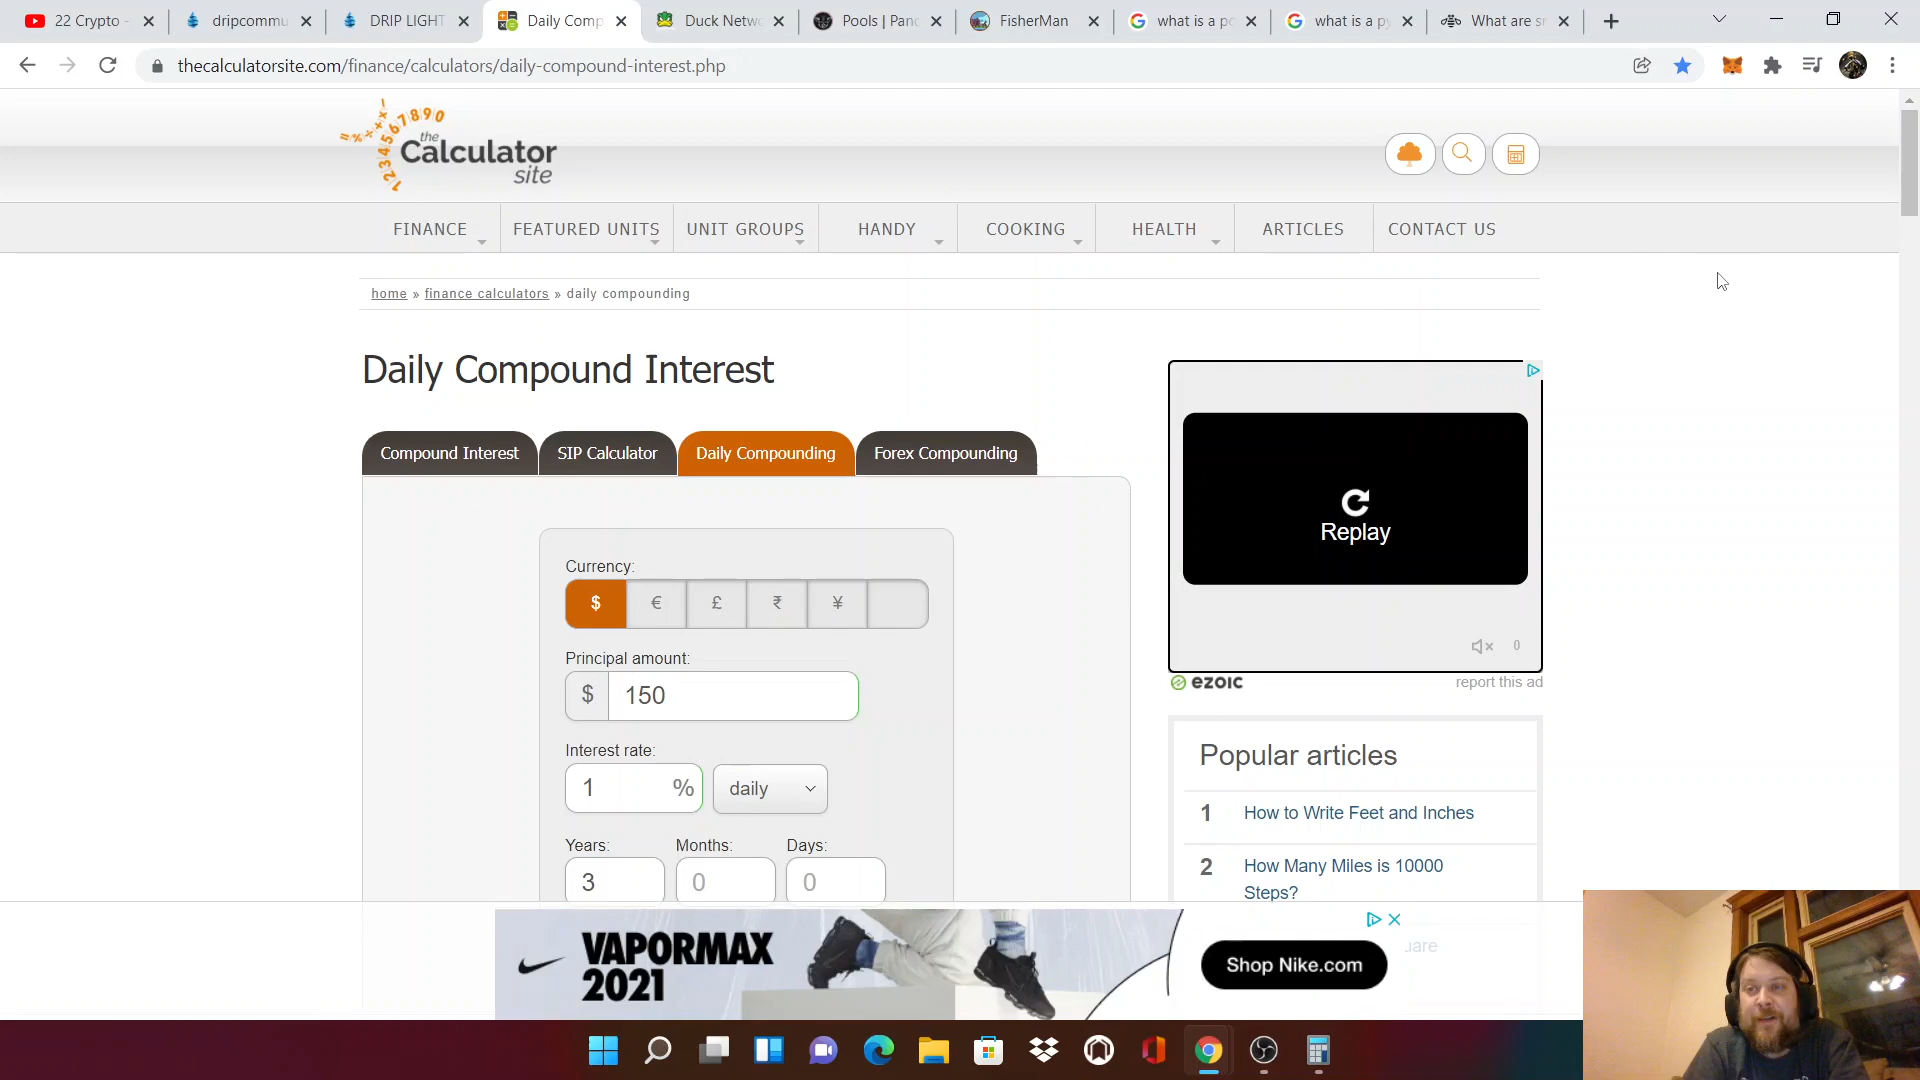 22 Crypto -
dripcommu
DRIP LIGHT
Daily Comp
Duck Netw
Pools | Panc
FisherMan
what is a po
what is a py
What are sr
thecalculatorsite.com/finance/calculators/daily-compound-interest.php
=%÷×+-
1234567890
the
Calculator
site
FINANCE
FEATURED UNITS
UNIT GROUPS
HANDY
COOKING
HEALTH
ARTICLES
CONTACT US
home » finance calculators » daily compounding
Daily Compound Interest
Compound Interest
SIP Calculator
Daily Compounding
Forex Compounding
Currency:
$ € £ ₹ ¥
Principal amount:
$ 150
Interest rate:
1 %
daily
Years: Months: Days:
3 0 0
Replay
0
ezoic
report this ad
Popular articles
1 How to Write Feet and Inches
2 How Many Miles is 10000
Steps?
VAPORMAX
2021
Shop Nike.com